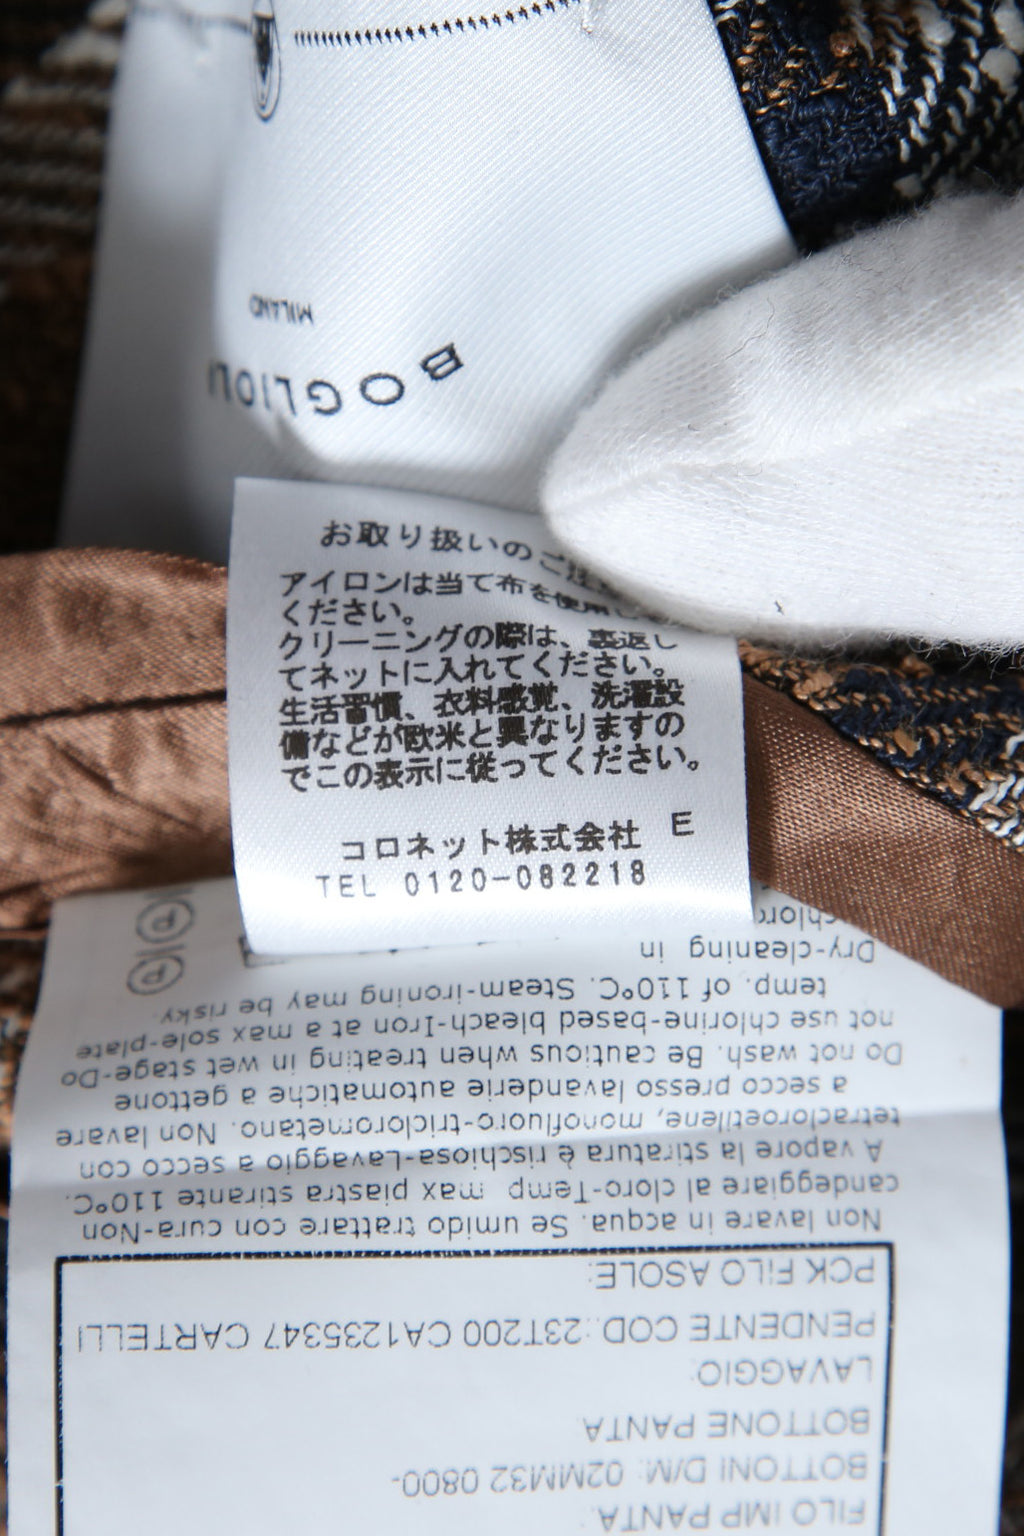 BOGLIOLI
MILANO
お取り扱いのご注
アイロンは当て布を使用し
ください。
クリーニングの際は、裏返し
てネットに入れてください。
生活習慣、衣料感覚、洗濯設
備などが欧米と異なりますの
でこの表示に従ってください。
コロネット株式会社 E
TEL 0120-082218
FILO IMP PANTA:
BOTTONI D/M: 02MM32 0800-
BOTTONE PANTA:
LAVAGGIO:
PENDENTE COD.:23T200 CA1235347 CARTELLI
PCK FILO ASOLE:
Non lavare in acqua. Se umido trattare con cura-Non
candeggiare al cloro-Temp max piastra stirante 110°C.
A vapore la stiratura è rischiosa-Lavaggio a secco con
tetracloroetilene, monofluoro-triclorometano. Non lavare
a secco presso lavanderie automatiche a gettone
Do not wash. Be cautious when treating in wet stage-Do
not use chlorine-based bleach-Iron at a max sole-plate
temp. of 110°C. Steam-ironing may be risky.
Dry-cleaning in